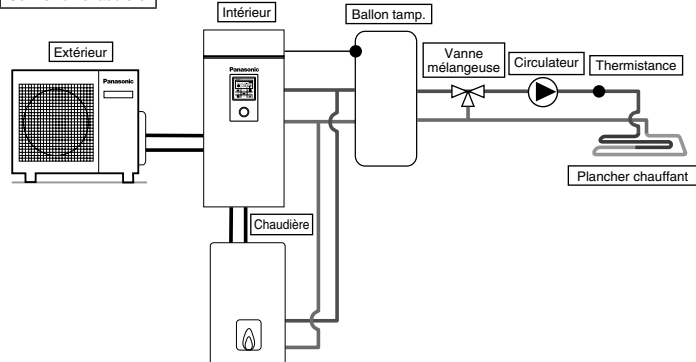 Intérieur
Ballon tamp.
Extérieur
Panasonic
Panasonic
Vanne
mélangeuse
Circulateur
Thermistance
Plancher chauffant
Chaudière